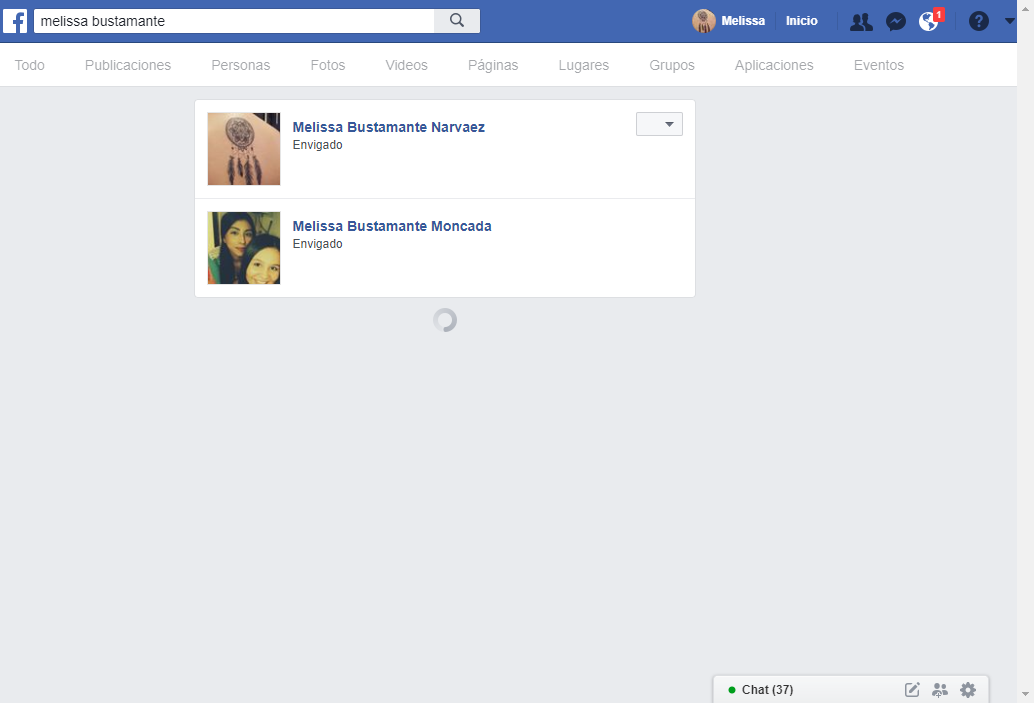 f melissa bustamante Melissa Inicio 1 ?
Todo Publicaciones Personas Fotos Videos Páginas Lugares Grupos Aplicaciones Eventos
Melissa Bustamante Narvaez
Envigado
Melissa Bustamante Moncada
Envigado
Chat (37)